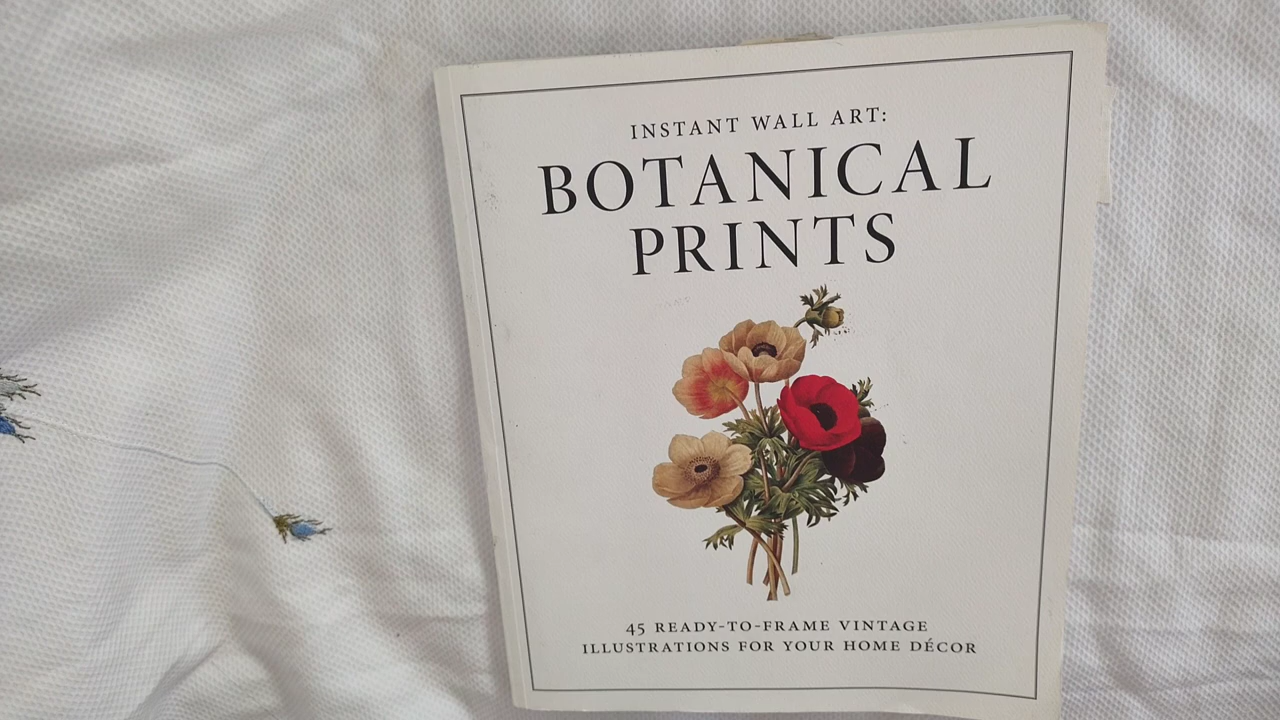 INSTANT WALL ART:
BOTANICAL
PRINTS
45 READY-TO-FRAME VINTAGE
ILLUSTRATIONS FOR YOUR HOME DÉCOR